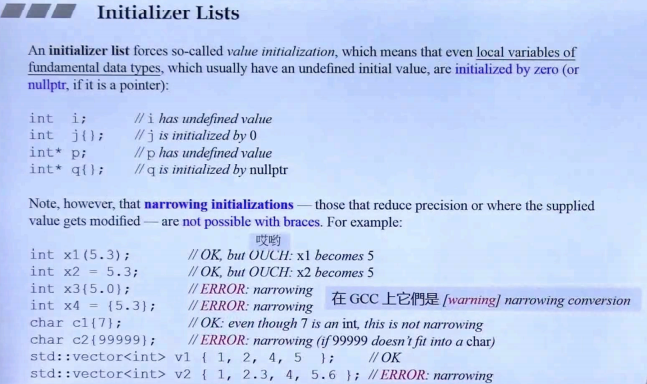 Initializer Lists
An initializer list forces so-called value initialization, which means that even local variables of
fundamental data types, which usually have an undefined initial value, are initialized by zero (or
nullptr, if it is a pointer):
int i; // i has undefined value
int j{}; // j is initialized by 0
int* p; // p has undefined value
int* q{}; // q is initialized by nullptr
Note, however, that narrowing initializations — those that reduce precision or where the supplied
value gets modified — are not possible with braces. For example:
哎哟
int x1(5.3); // OK, but OUCH: x1 becomes 5
int x2 = 5.3; // OK, but OUCH: x2 becomes 5
int x3{5.0}; // ERROR: narrowing
在 GCC 上它們是 [warning] narrowing conversion
int x4 = {5.3}; // ERROR: narrowing
char c1{7}; // OK: even though 7 is an int, this is not narrowing
char c2{99999}; // ERROR: narrowing (if 99999 doesn't fit into a char)
std::vector<int> v1 { 1, 2, 4, 5 }; // OK
std::vector<int> v2 { 1, 2.3, 4, 5.6 }; // ERROR: narrowing